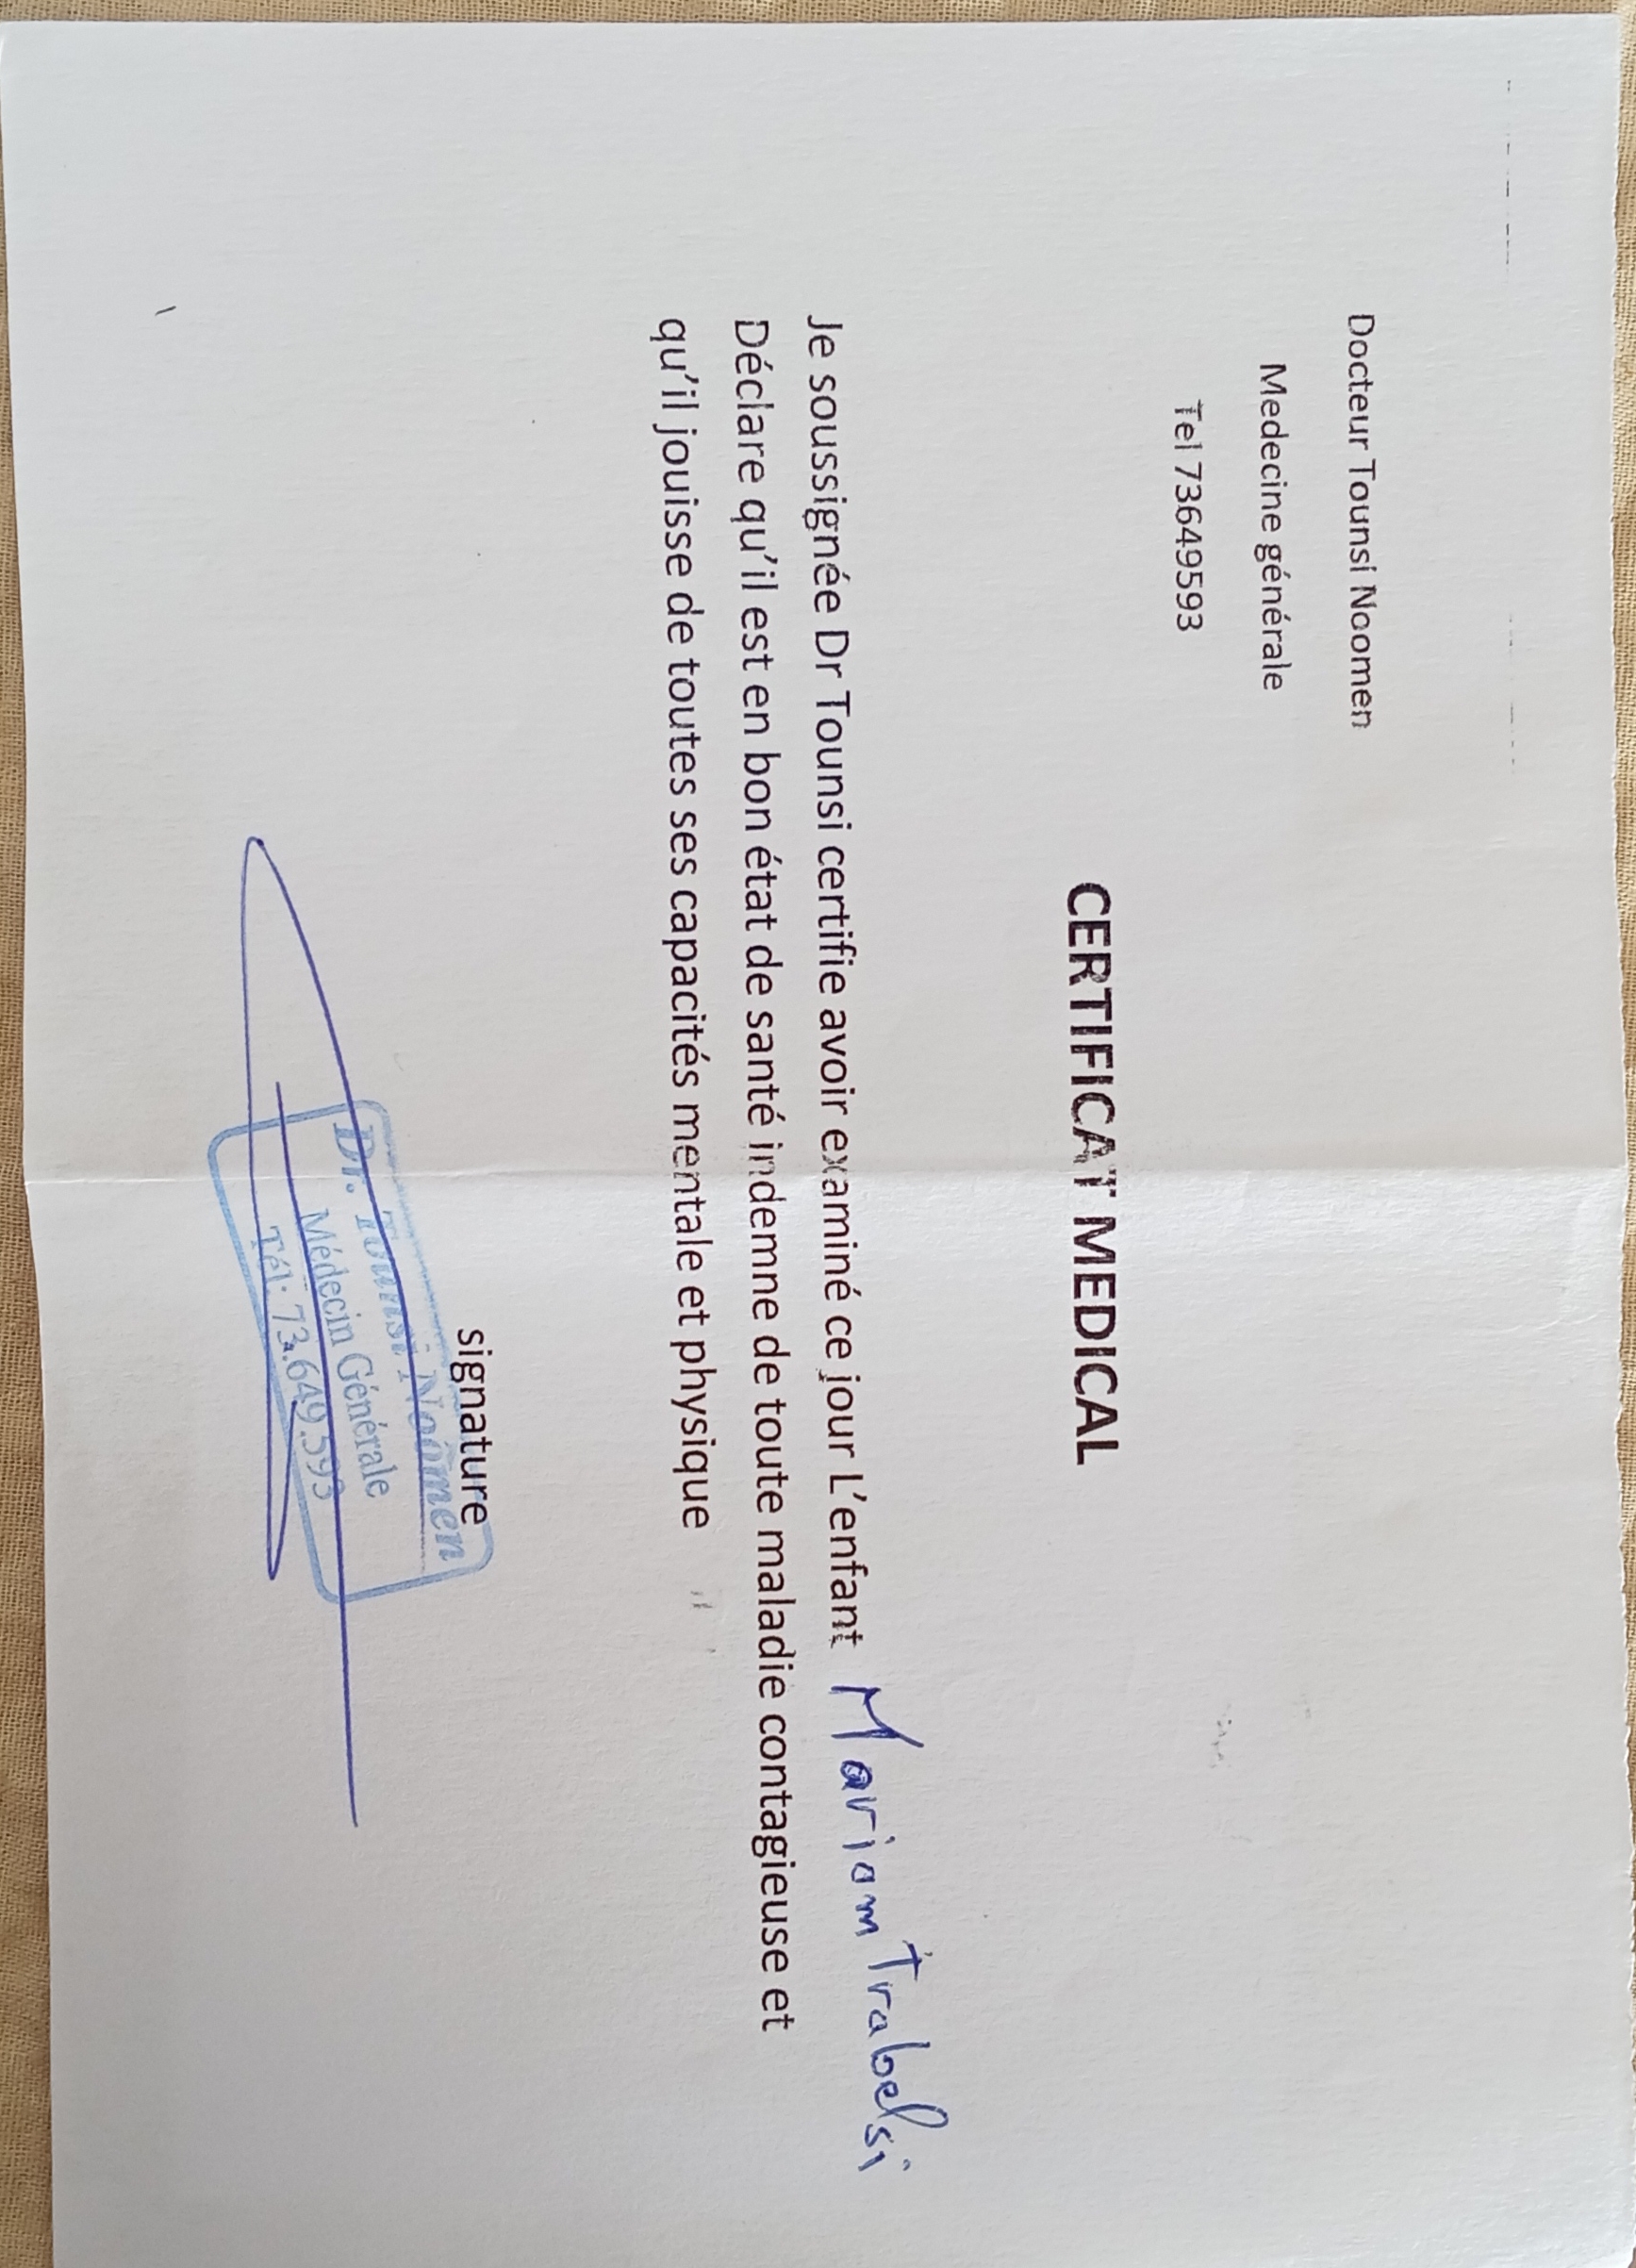 Docteur Tounsi Noomen
Medecine générale
Tel 73649593
CERTIFICAT MEDICAL
Je soussignée Dr Tounsi certifie avoir examiné ce jour L'enfant Mariam Trabelsi
Déclare qu'il est en bon état de santé indemne de toute maladie contagieuse et
qu'il jouisse de toutes ses capacités mentale et physique
signature
Dr. Tounsi Noômen
Médecin Générale
Tél: 73.649.593